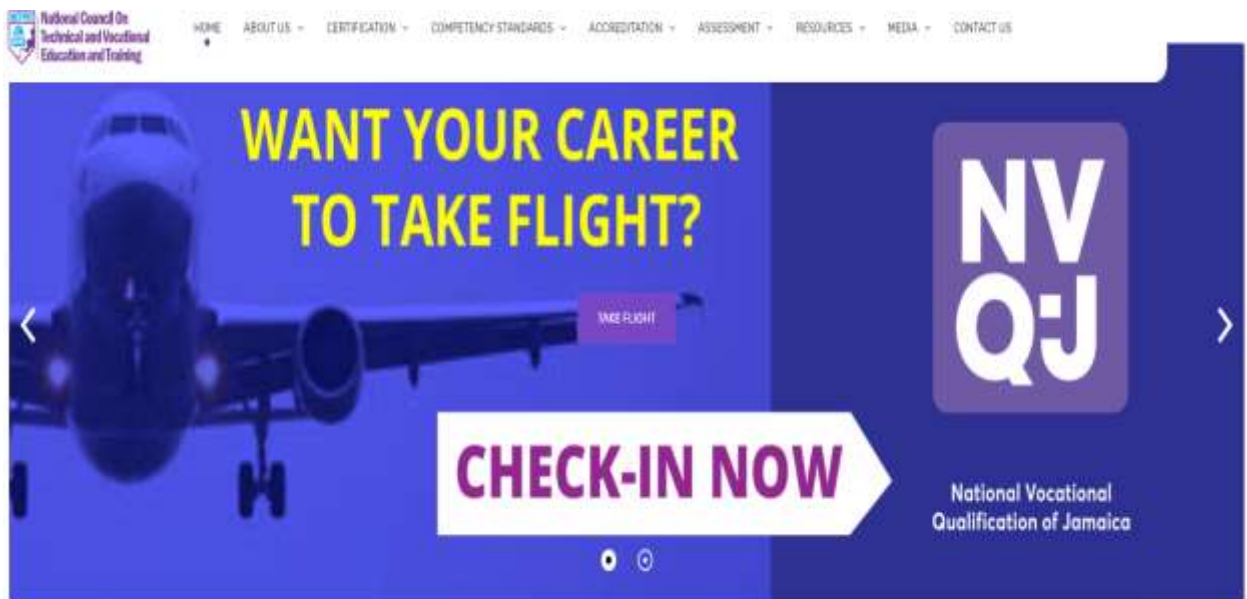 National Council On
Technical and Vocational
Education and Training
HOME ABOUT US CERTIFICATION COMPETENCY STANDARDS ACCREDITATION ASSESSMENT RESOURCES MEDIA CONTACT US
WANT YOUR CAREER
TO TAKE FLIGHT?
TAKE FLIGHT
CHECK-IN NOW
NV
Q:J
National Vocational
Qualification of Jamaica